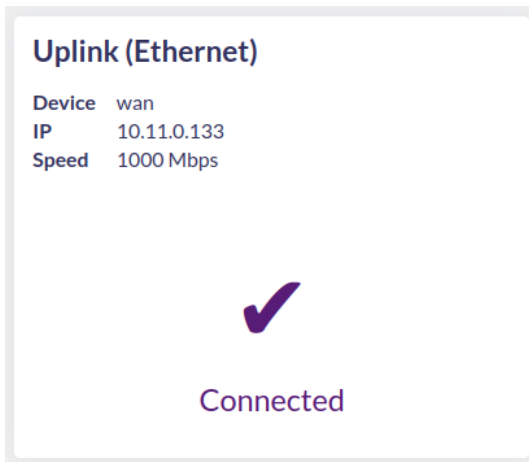 Uplink (Ethernet)
Device wan
IP 10.11.0.133
Speed 1000 Mbps
✔
Connected